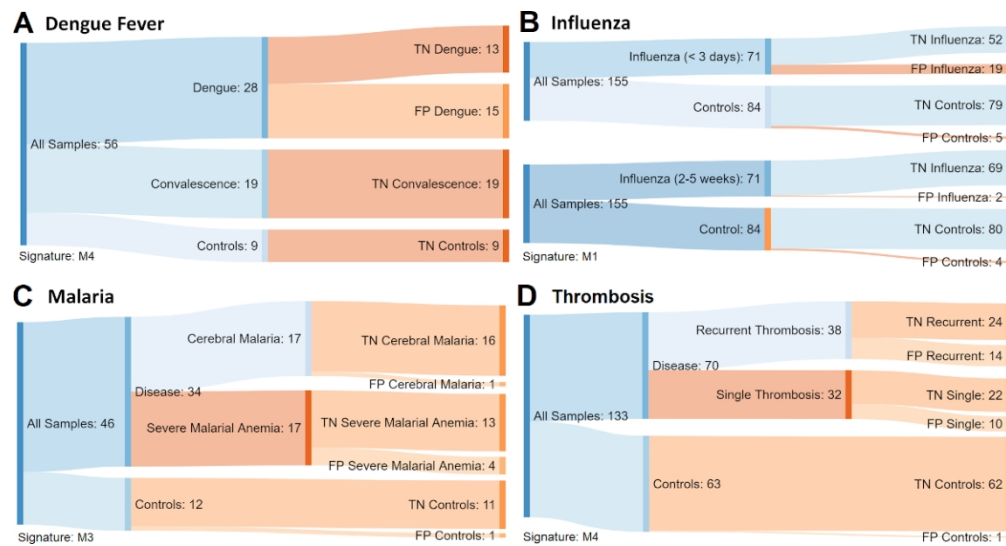 A Dengue Fever
TN Dengue: 13
Dengue: 28
FP Dengue: 15
All Samples: 56
Convalescence: 19
TN Convalescence: 19
Controls: 9
TN Controls: 9
Signature: M4
B Influenza
TN Influenza: 52
Influenza (< 3 days): 71
FP Influenza: 19
All Samples: 155
Controls: 84
TN Controls: 79
FP Controls: 5
TN Influenza: 69
Influenza (2-5 weeks): 71
FP Influenza: 2
All Samples: 155
Control: 84
TN Controls: 80
FP Controls: 4
Signature: M1
C Malaria
Cerebral Malaria: 17
TN Cerebral Malaria: 16
FP Cerebral Malaria: 1
Disease: 34
All Samples: 46
Severe Malarial Anemia: 17
TN Severe Malarial Anemia: 13
FP Severe Malarial Anemia: 4
Controls: 12
TN Controls: 11
FP Controls: 1
Signature: M3
D Thrombosis
TN Recurrent: 24
Recurrent Thrombosis: 38
FP Recurrent: 14
Disease: 70
Single Thrombosis: 32
TN Single: 22
All Samples: 133
FP Single: 10
Controls: 63
TN Controls: 62
FP Controls: 1
Signature: M4